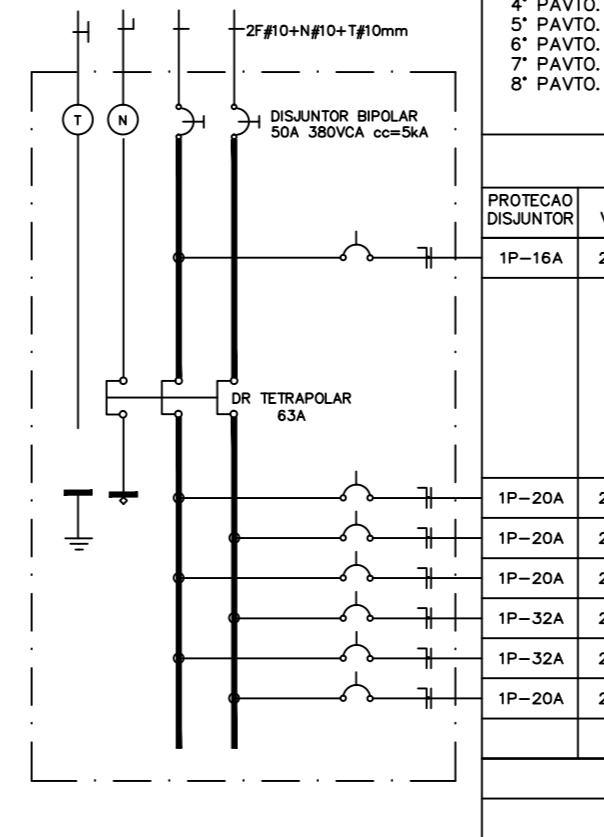 4° PAVTO.
5° PAVTO.
6° PAVTO.
7° PAVTO.
8° PAVTO.
2F#10+N#10+T#10mm
T
N
DISJUNTOR BIPOLAR
50A 380VCA cc=5kA
PROTECAO
DISJUNTOR
1P-16A
DR TETRAPOLAR
63A
1P-20A
1P-20A
1P-20A
1P-32A
1P-32A
1P-20A